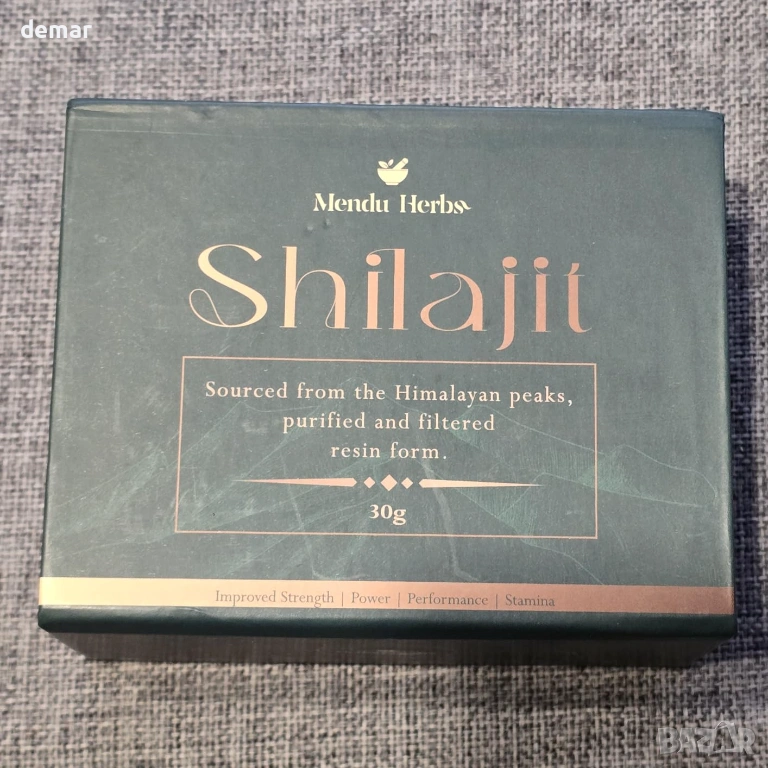 demar
Mendu Herbs
Shilajit
Sourced from the Himalayan peaks,
purified and filtered
resin form.
30g
Improved Strength | Power | Performance | Stamina
BAZAR